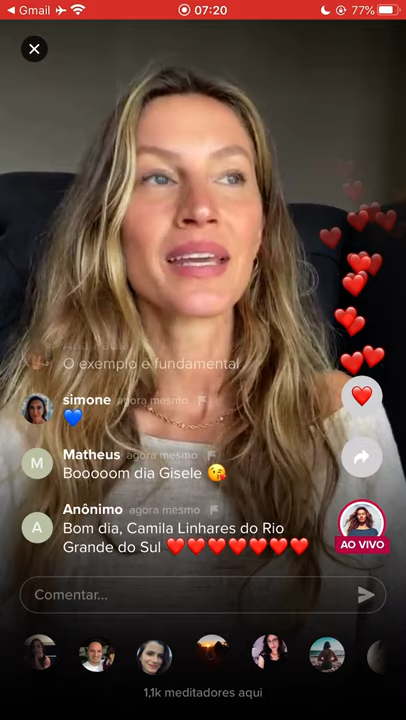 Gmail
07:20
77%
O exemplo é fundamental
simone agora mesmo
Matheus agora mesmo
M
Booooom dia Gisele 😘
Anônimo agora mesmo
A
Bom dia, Camila Linhares do Rio
Grande do Sul ❤️❤️❤️❤️❤️❤️❤️
AO VIVO
Comentar...
1,1k meditadores aqui